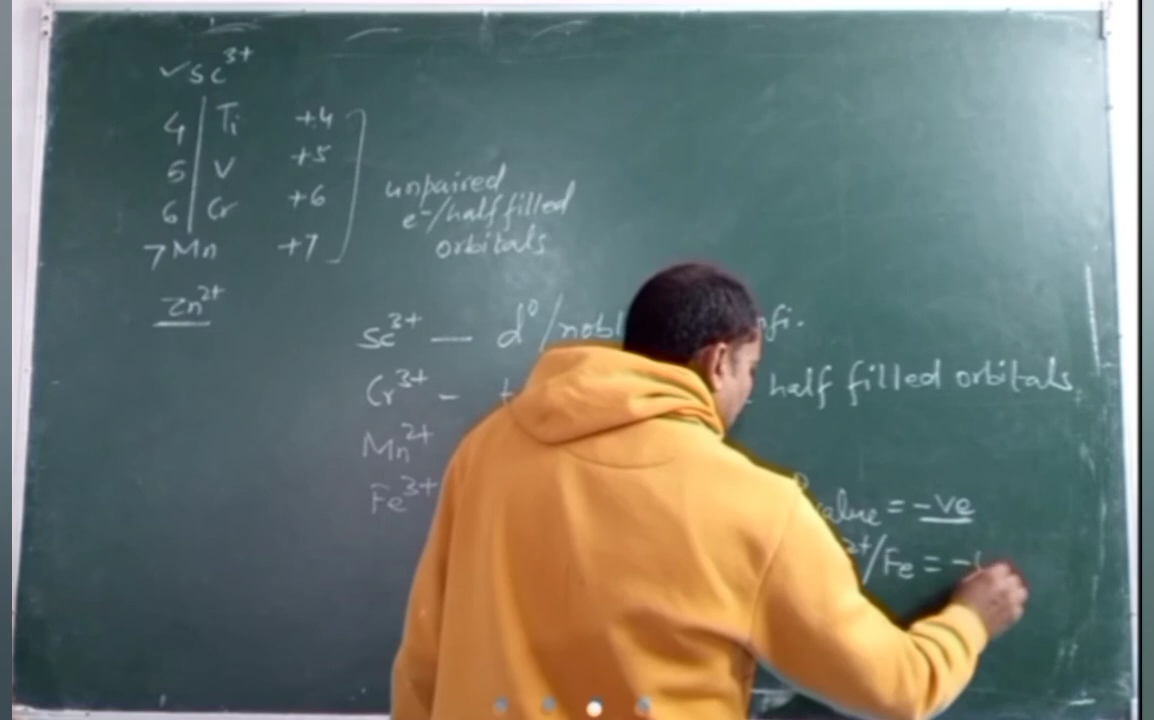 ✓ Sc³⁺
4 | Ti +4
5 | V +5
6 | Cr +6
7 Mn +7
unpaired
e⁻/half filled
orbitals
Zn²⁺
Sc³⁺ — d⁰/nobl nfi.
Cr³⁺ - t half filled orbitals.
Mn²⁺
Fe³⁺
value = -ve
2+/Fe = -